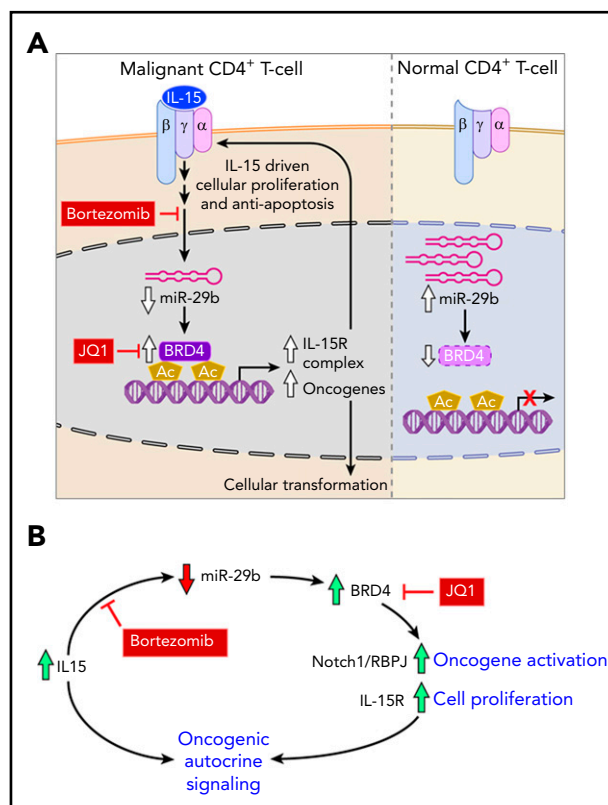 A
Malignant CD4+ T-cell
Normal CD4+ T-cell
IL-15
β γ α
β γ α
IL-15 driven
cellular proliferation
and anti-apoptosis
Bortezomib
miR-29b
miR-29b
JQ1
BRD4
Ac Ac
IL-15R
complex
Oncogenes
BRD4
Ac Ac
X
Cellular transformation
B
miR-29b
BRD4
JQ1
Bortezomib
IL15
Notch1/RBPJ
Oncogene activation
IL-15R
Cell proliferation
Oncogenic
autocrine
signaling